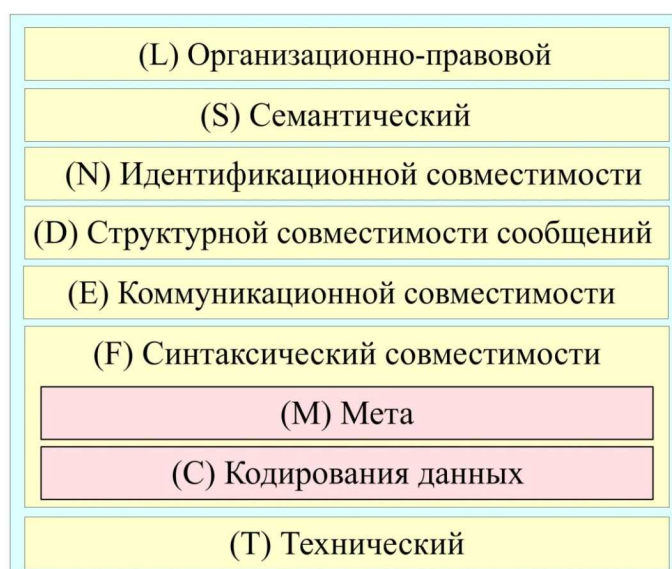 (L) Организационно-правовой
(S) Семантический
(N) Идентификационной совместимости
(D) Структурной совместимости сообщений
(E) Коммуникационной совместимости
(F) Синтаксический совместимости
(M) Мета
(C) Кодирования данных
(T) Технический